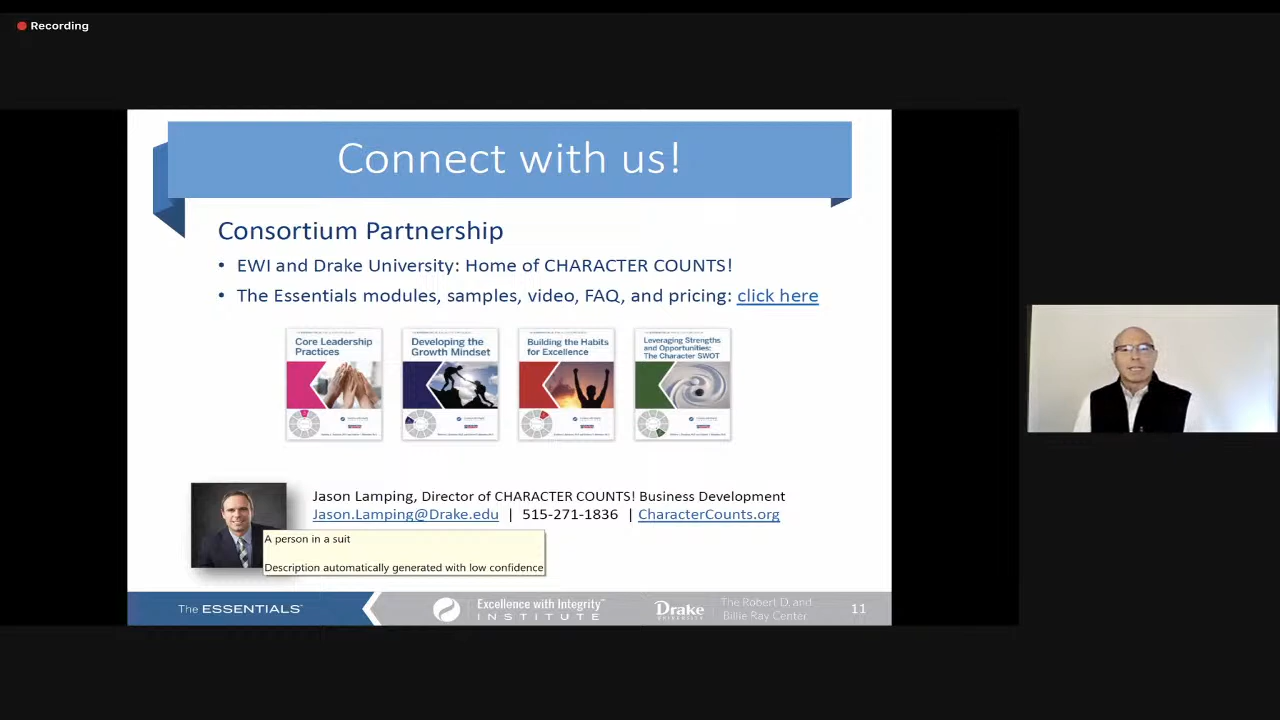 Recording
Connect with us!
Consortium Partnership
• EWI and Drake University: Home of CHARACTER COUNTS!
• The Essentials modules, samples, video, FAQ, and pricing: click here
Core Leadership
Practices
Developing the
Growth Mindset
Building the Habits
for Excellence
Leveraging Strengths
and Opportunities:
The Character SWOT
Jason Lamping, Director of CHARACTER COUNTS! Business Development
Jason.Lamping@Drake.edu | 515-271-1836 | CharacterCounts.org
A person in a suit
Description automatically generated with low confidence
The ESSENTIALS
Excellence with Integrity™
INSTITUTE
Drake
UNIVERSITY
The Robert D. and
Billie Ray Center
11